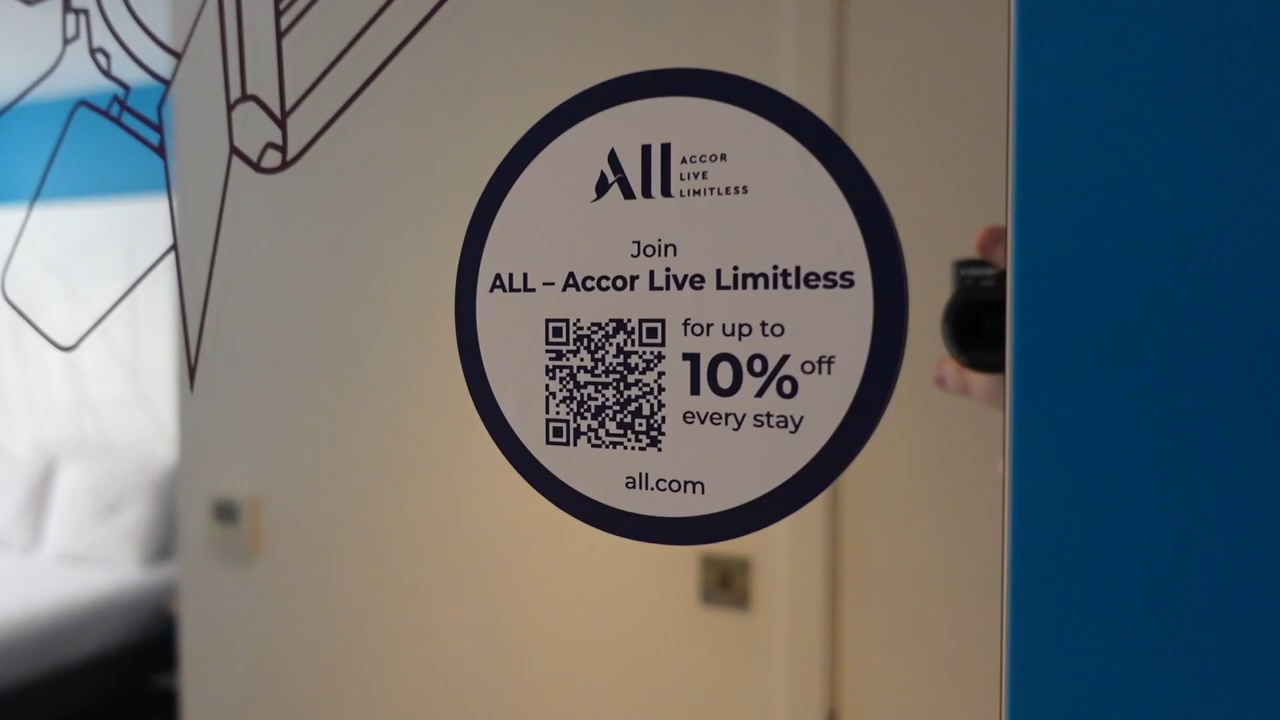 All ACCOR
LIVE
LIMITLESS
Join
ALL – Accor Live Limitless
for up to
10% off
every stay
all.com